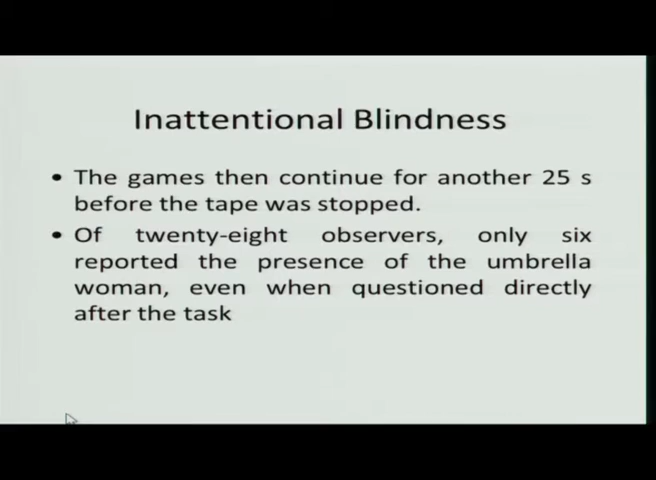 Inattentional Blindness
• The games then continue for another 25 s
before the tape was stopped.
• Of twenty-eight observers, only six
reported the presence of the umbrella
woman, even when questioned directly
after the task